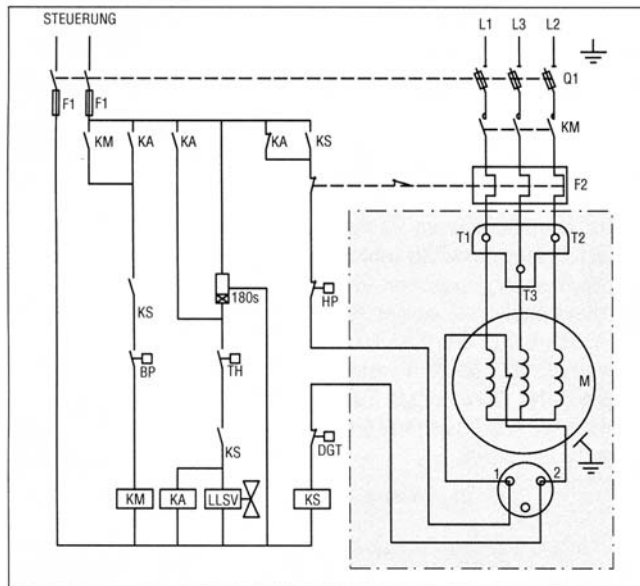 STEUERUNG
L1 L3 L2
F1 F1
Q1
KM
KM KA KA KA KS
F2
T1 T2
T3
180s
HP
KS
BP TH
M
KS
DGT
1 2
KM KA LLSV KS